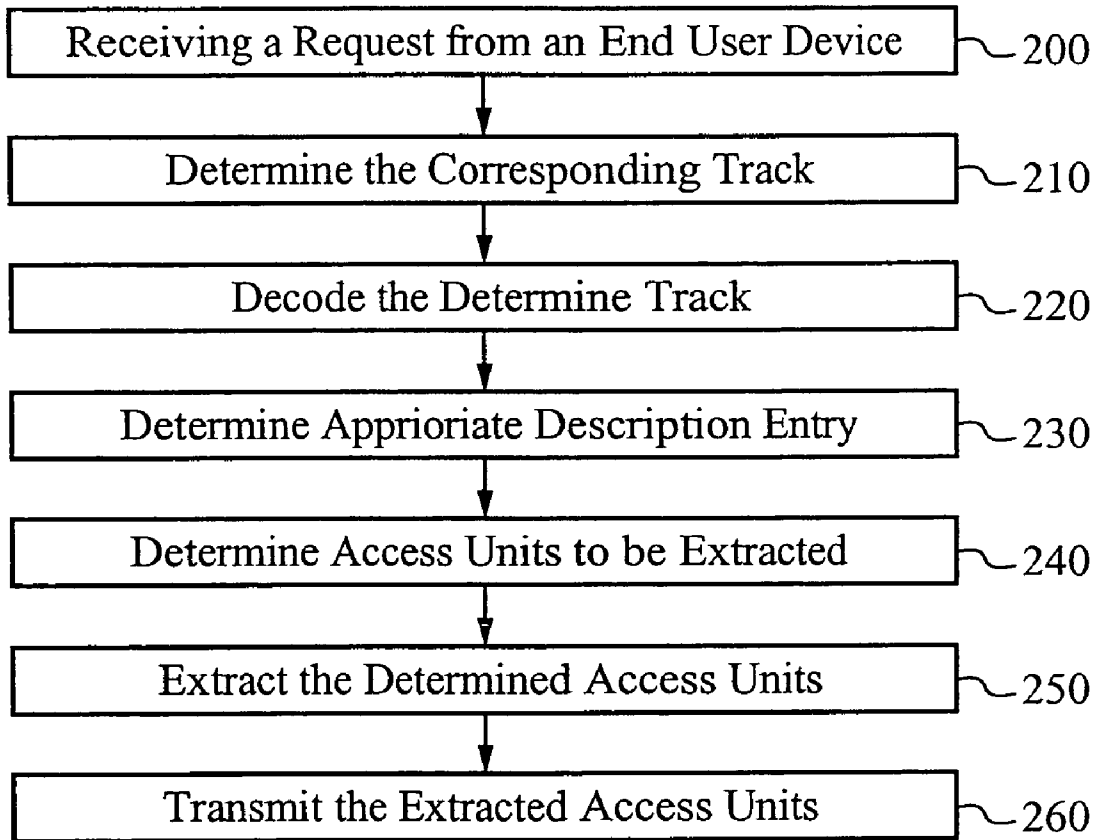 Receiving a Request from an End User Device 200
Determine the Corresponding Track 210
Decode the Determine Track 220
Determine Apprioriate Description Entry 230
Determine Access Units to be Extracted 240
Extract the Determined Access Units 250
Transmit the Extracted Access Units 260